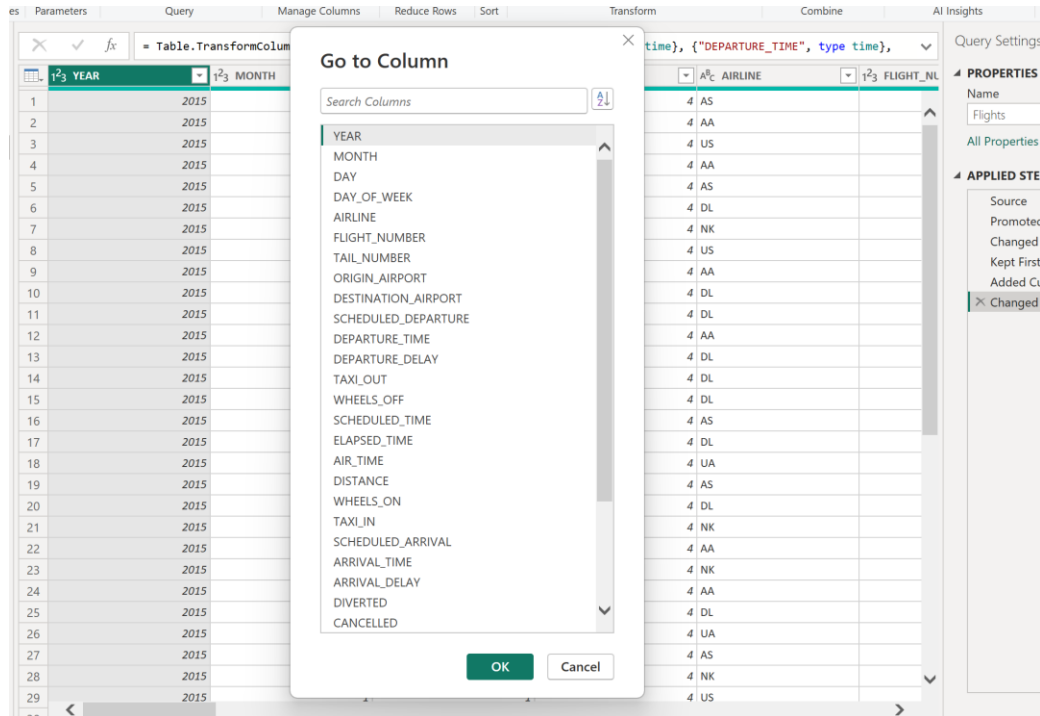 es Parameters Query Manage Columns Reduce Rows Sort Transform Combine AI Insights
fx = Table.TransformColum time}, {"DEPARTURE_TIME", type time},
Query Settings
Go to Column
Search Columns
YEAR
MONTH
DAY
DAY_OF_WEEK
AIRLINE
FLIGHT_NUMBER
TAIL_NUMBER
ORIGIN_AIRPORT
DESTINATION_AIRPORT
SCHEDULED_DEPARTURE
DEPARTURE_TIME
DEPARTURE_DELAY
TAXI_OUT
WHEELS_OFF
SCHEDULED_TIME
ELAPSED_TIME
AIR_TIME
DISTANCE
WHEELS_ON
TAXI_IN
SCHEDULED_ARRIVAL
ARRIVAL_TIME
ARRIVAL_DELAY
DIVERTED
CANCELLED
OK Cancel
123 YEAR 123 MONTH ABC AIRLINE 123 FLIGHT_NU
1 2015 4 AS
2 2015 4 AA
3 2015 4 US
4 2015 4 AA
5 2015 4 AS
6 2015 4 DL
7 2015 4 NK
8 2015 4 US
9 2015 4 AA
10 2015 4 DL
11 2015 4 DL
12 2015 4 AA
13 2015 4 DL
14 2015 4 DL
15 2015 4 DL
16 2015 4 AS
17 2015 4 DL
18 2015 4 UA
19 2015 4 AS
20 2015 4 DL
21 2015 4 NK
22 2015 4 AA
23 2015 4 NK
24 2015 4 AA
25 2015 4 DL
26 2015 4 UA
27 2015 4 AS
28 2015 4 NK
29 2015 4 US
PROPERTIES
Name
Flights
All Properties
APPLIED STE
Source
Promoted
Changed
Kept First
Added Cu
Changed